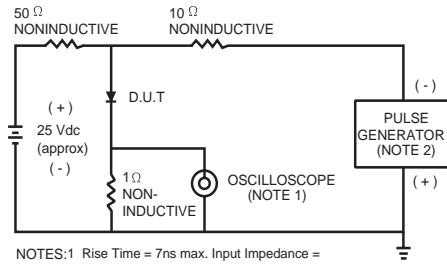 50 Ω
NONINDUCTIVE
10 Ω
NONINDUCTIVE
( + )
25 Vdc
(approx)
( - )
D.U.T
1Ω
NON-
INDUCTIVE
OSCILLOSCOPE
(NOTE 1)
( - )
PULSE
GENERATOR
(NOTE 2)
( + )
NOTES:1 Rise Time = 7ns max. Input Impedance =